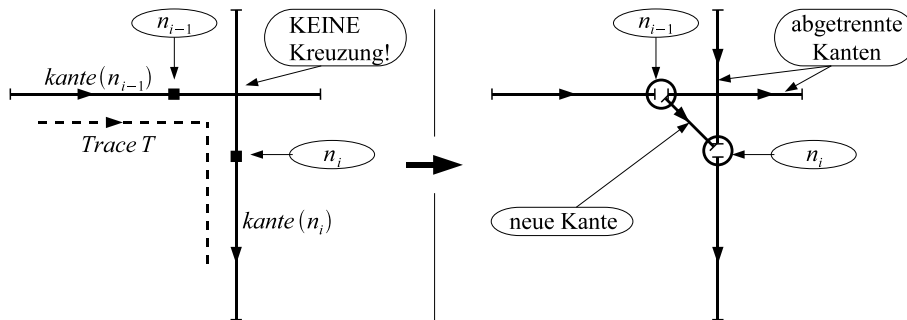 n_{i−1}
KEINE
Kreuzung!
kante(n_{i−1})
Trace T
n_i
kante(n_i)
n_{i−1}
abgetrennte
Kanten
n_i
neue Kante